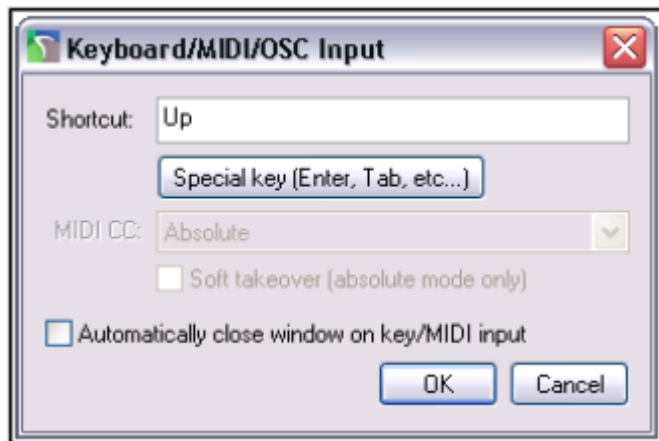 Keyboard/MIDI/OSC Input
Shortcut: Up
Special key (Enter, Tab, etc...)
MIDI CC: Absolute
Soft takeover (absolute mode only)
Automatically close window on key/MIDI input
OK Cancel